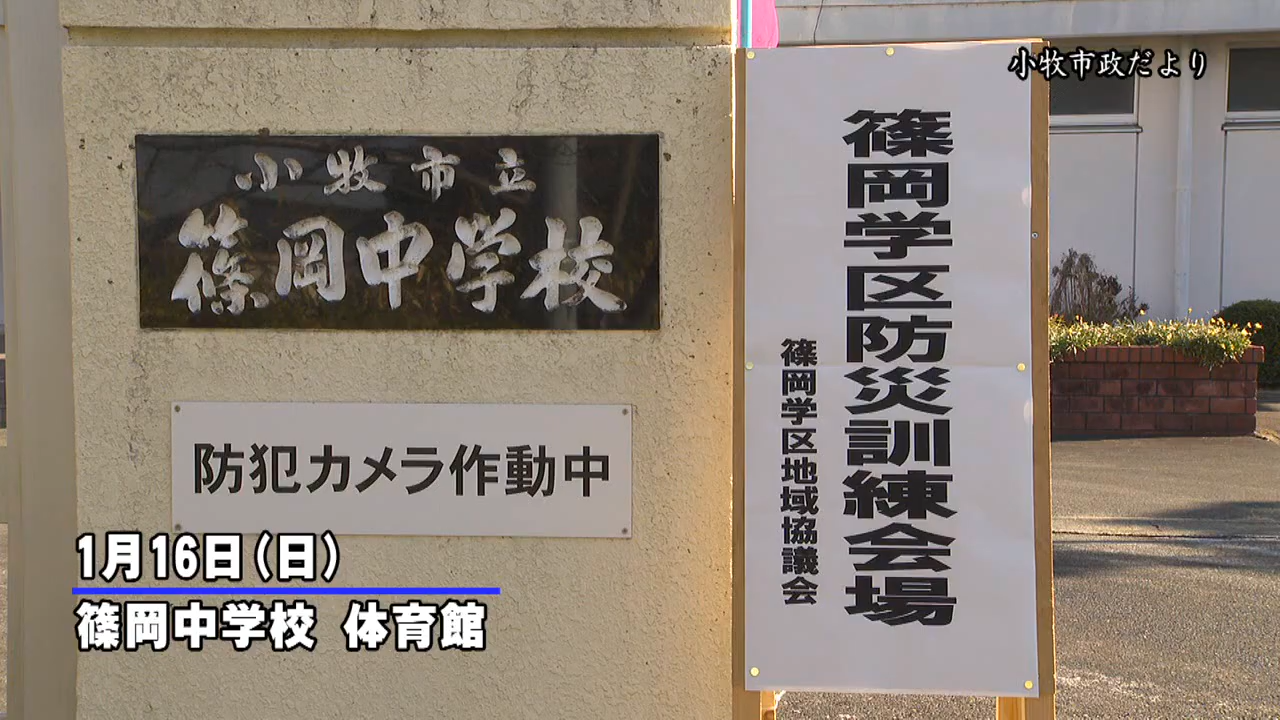 小牧市政だより
小牧市立
篠岡中学校
防犯カメラ作動中
篠岡学区防災訓練会場
篠岡学区地域協議会
1月16日(日)
篠岡中学校 体育館